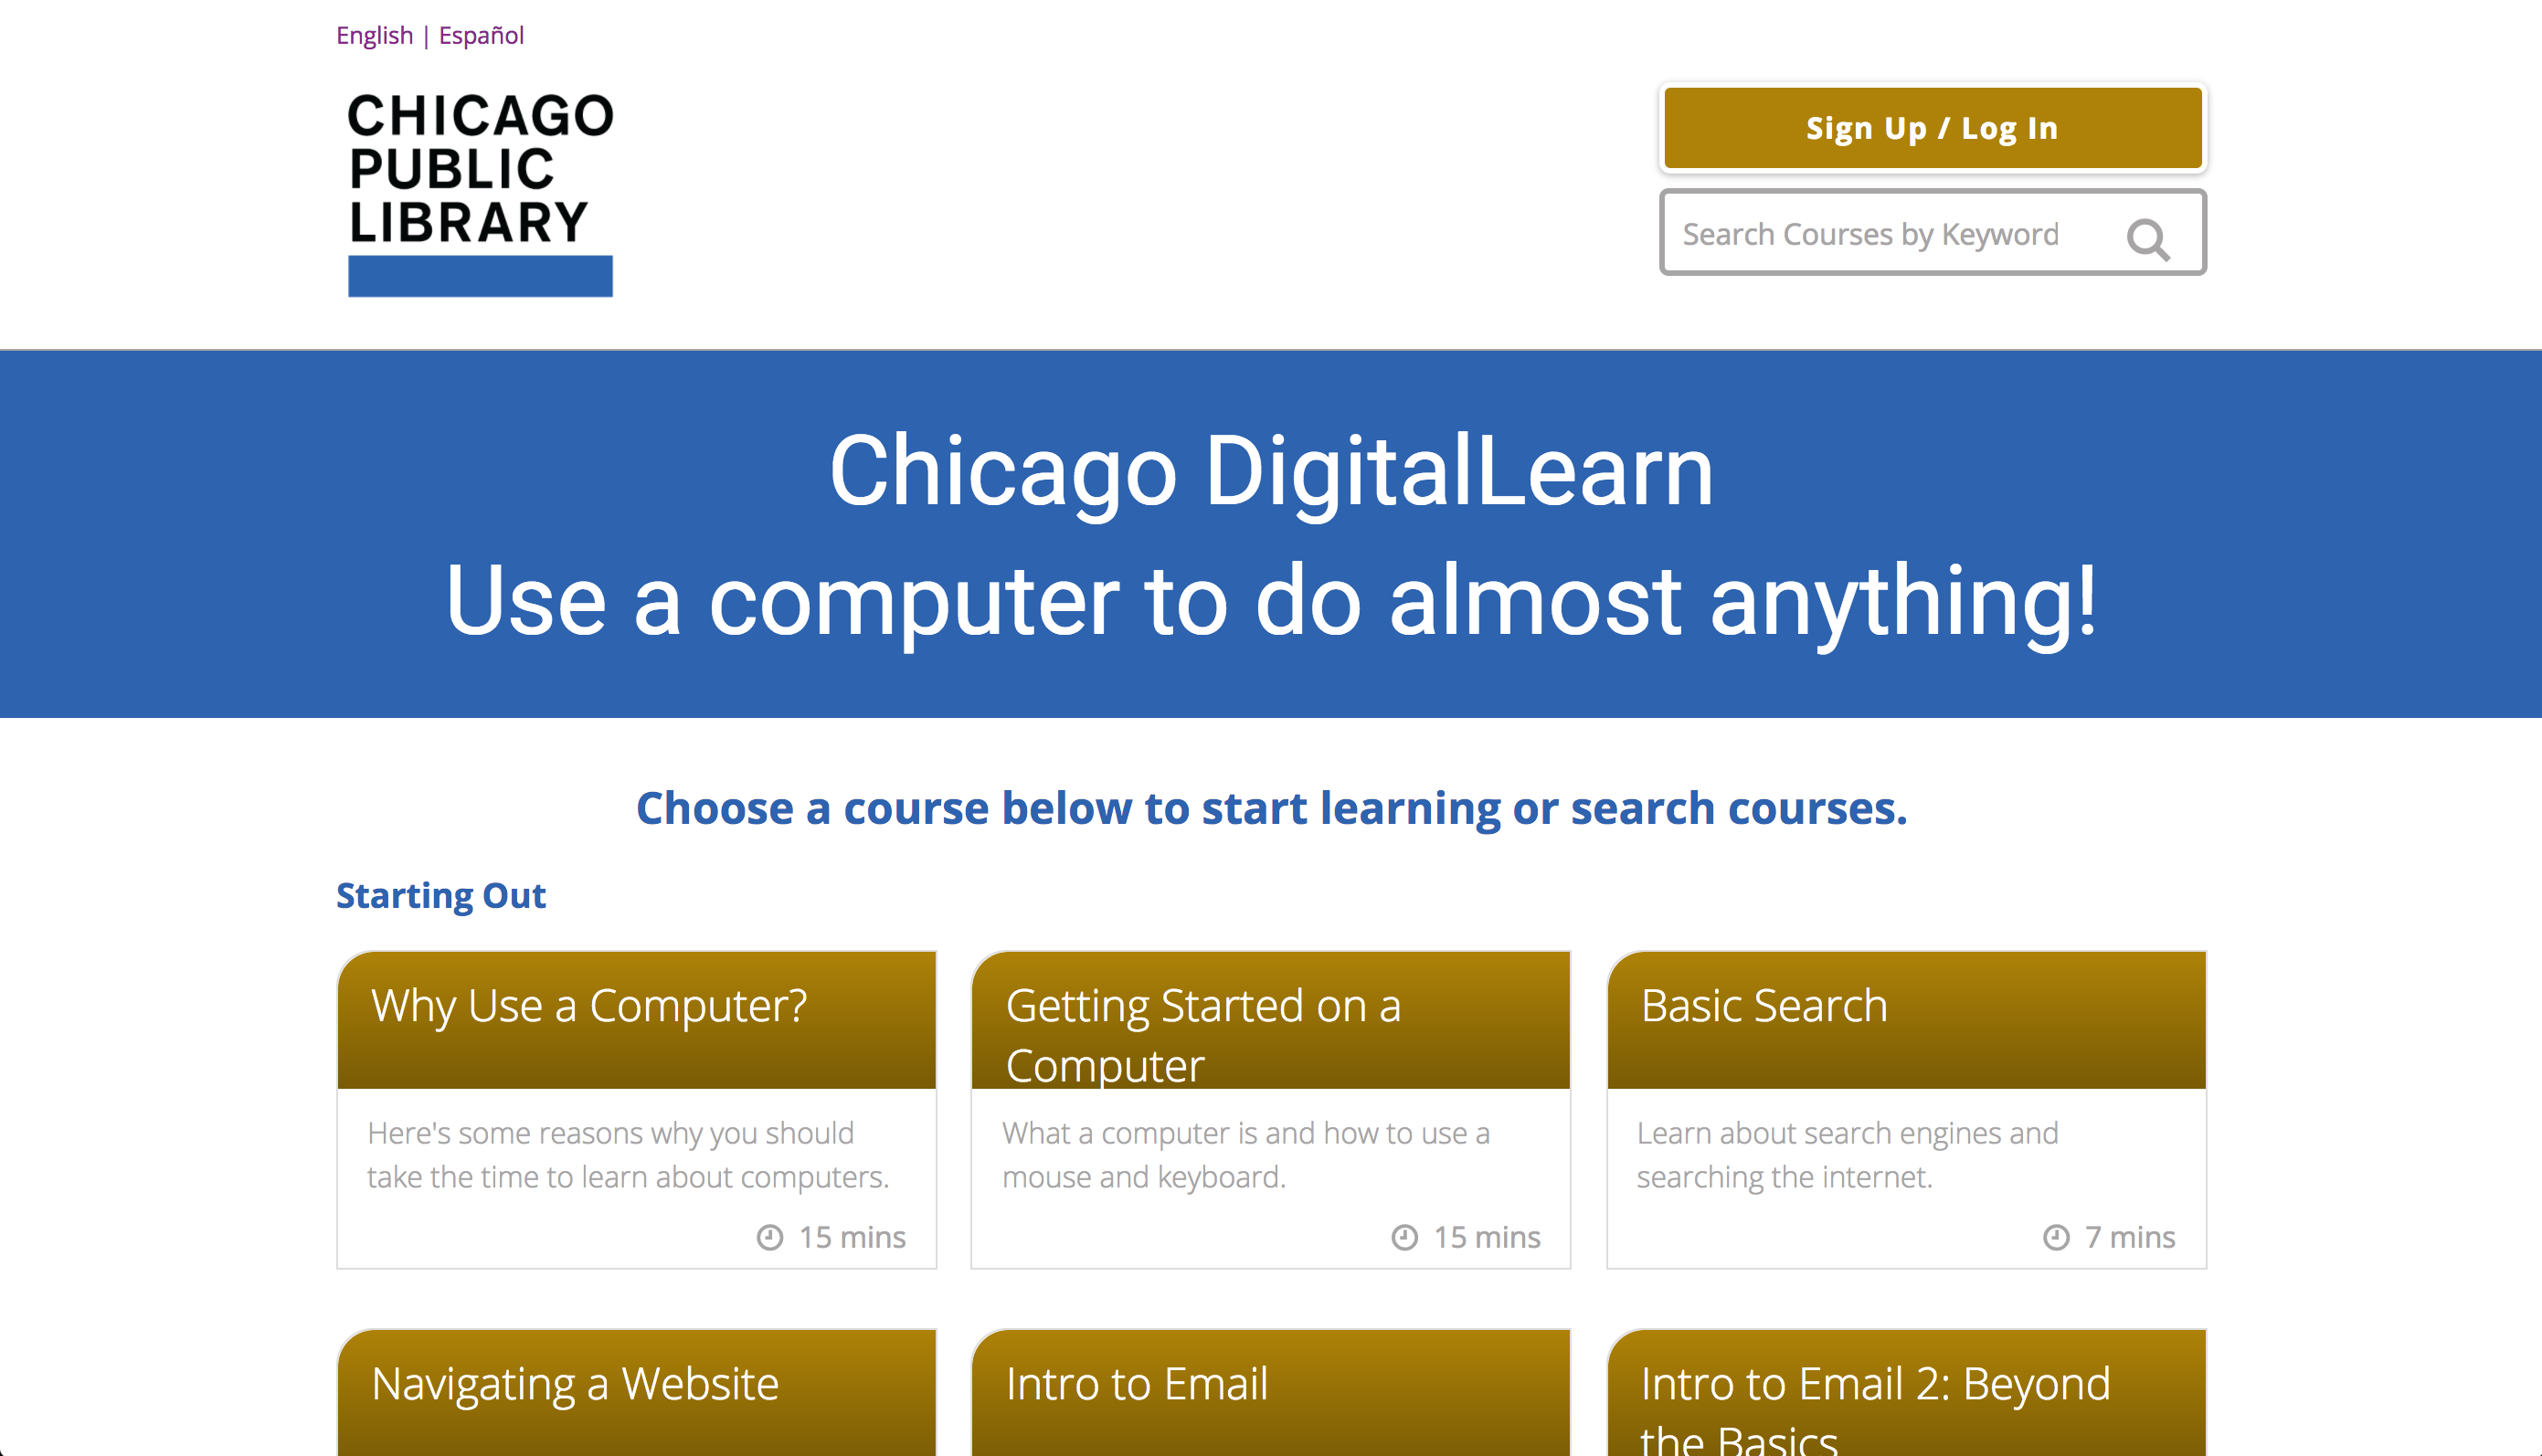 English | Español
CHICAGO
PUBLIC
LIBRARY
Sign Up / Log In
Search Courses by Keyword
Chicago DigitalLearn
Use a computer to do almost anything!
Choose a course below to start learning or search courses.
Starting Out
Why Use a Computer?
Here's some reasons why you should
take the time to learn about computers.
15 mins
Getting Started on a
Computer
What a computer is and how to use a
mouse and keyboard.
15 mins
Basic Search
Learn about search engines and
searching the internet.
7 mins
Navigating a Website
Intro to Email
Intro to Email 2: Beyond
the Basics